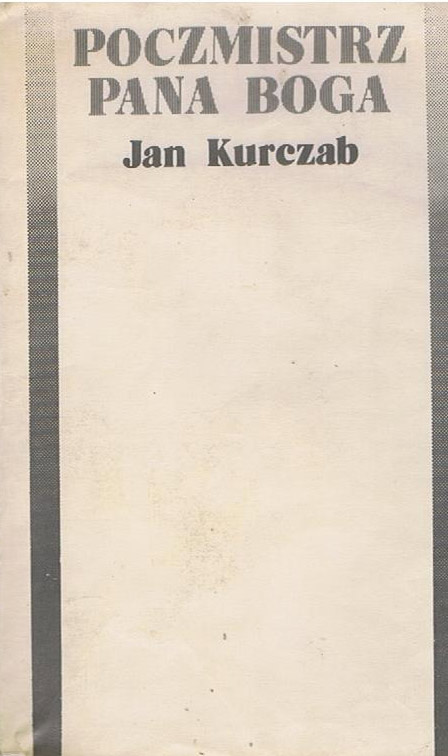 POCZMISTRZ
PANA BOGA
Jan Kurczab